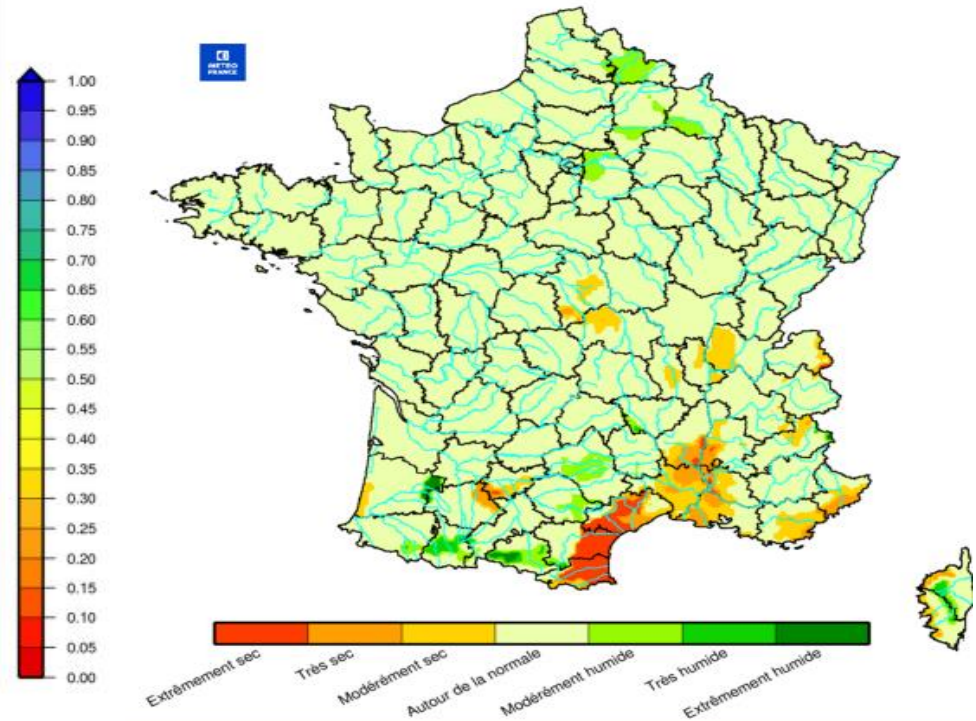 METEO
FRANCE
1.00
0.95
0.90
0.85
0.80
0.75
0.70
0.65
0.60
0.55
0.50
0.45
0.40
0.35
0.30
0.25
0.20
0.15
0.10
0.05
0.00
Extrêmement sec
Très sec
Modérément sec
Autour de la normale
Modérément humide
Très humide
Extrêmement humide